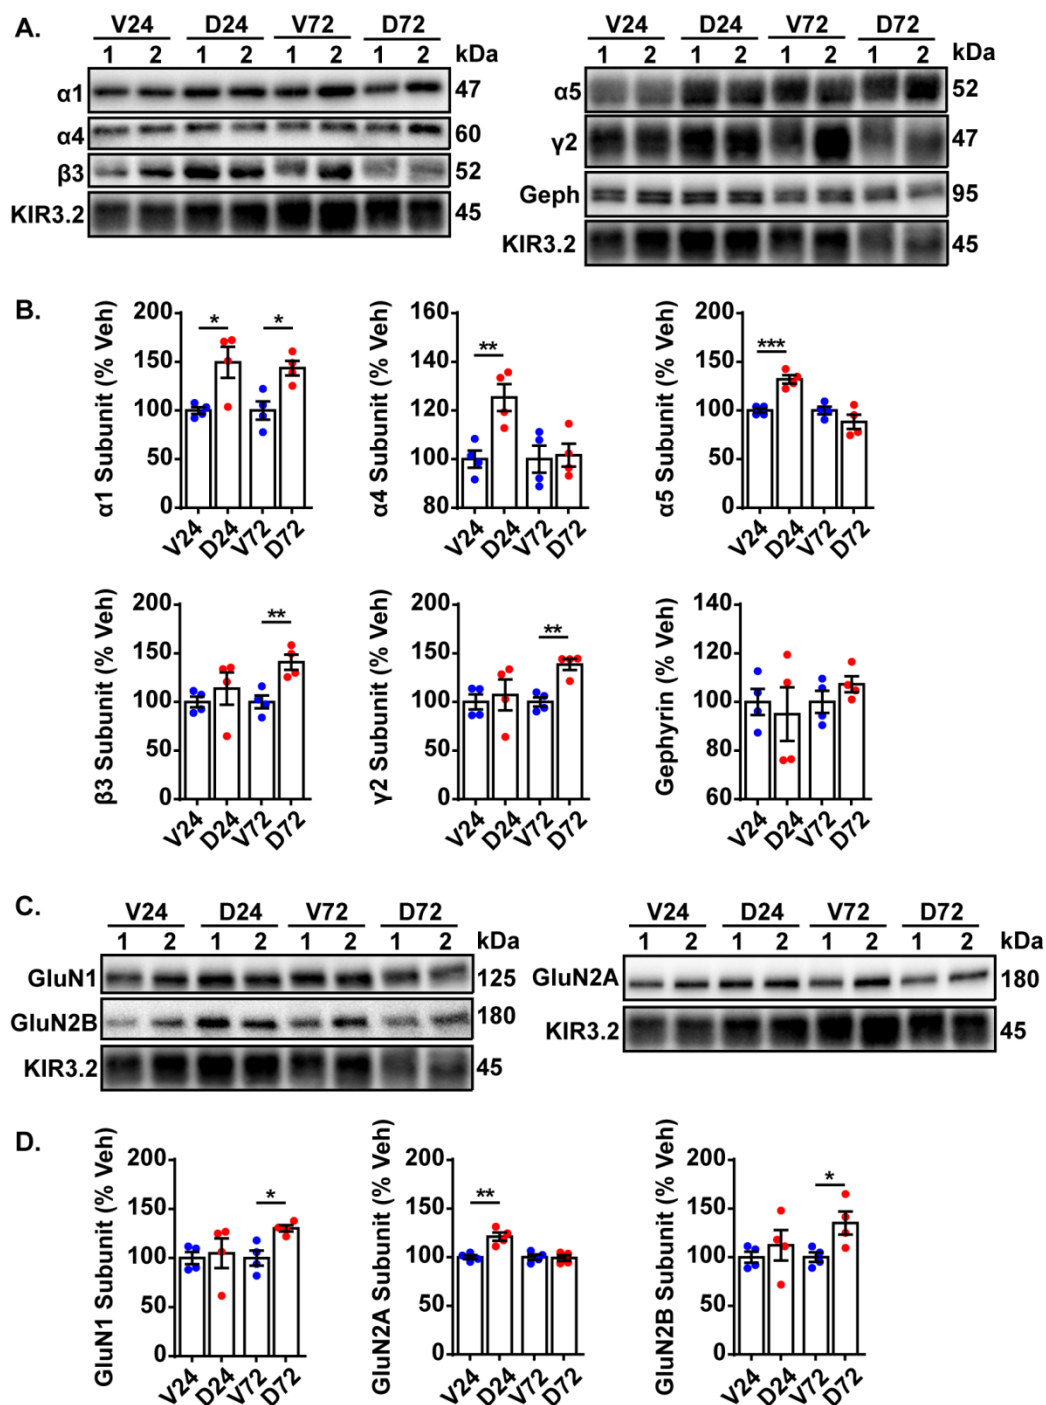 A.
V24 D24 V72 D72
1 2 1 2 1 2 1 2 kDa
α1 47
α4 60
β3 52
KIR3.2 45
V24 D24 V72 D72
1 2 1 2 1 2 1 2 kDa
α5 52
γ2 47
Geph 95
KIR3.2 45
B.
α1 Subunit (% Veh)
200
150
100
50
0
* *
V24 D24 V72 D72
α4 Subunit (% Veh)
160
140
120
100
80
**
V24 D24 V72 D72
α5 Subunit (% Veh)
200
150
100
50
0
***
V24 D24 V72 D72
β3 Subunit (% Veh)
200
150
100
50
0
**
V24 D24 V72 D72
γ2 Subunit (% Veh)
200
150
100
50
0
**
V24 D24 V72 D72
Gephyrin (% Veh)
140
120
100
80
60
V24 D24 V72 D72
C.
V24 D24 V72 D72
1 2 1 2 1 2 1 2 kDa
GluN1 125
GluN2B 180
KIR3.2 45
V24 D24 V72 D72
1 2 1 2 1 2 1 2 kDa
GluN2A 180
KIR3.2 45
D.
GluN1 Subunit (% Veh)
200
150
100
50
0
*
V24 D24 V72 D72
GluN2A Subunit (% Veh)
200
150
100
50
0
**
V24 D24 V72 D72
GluN2B Subunit (% Veh)
200
150
100
50
0
*
V24 D24 V72 D72